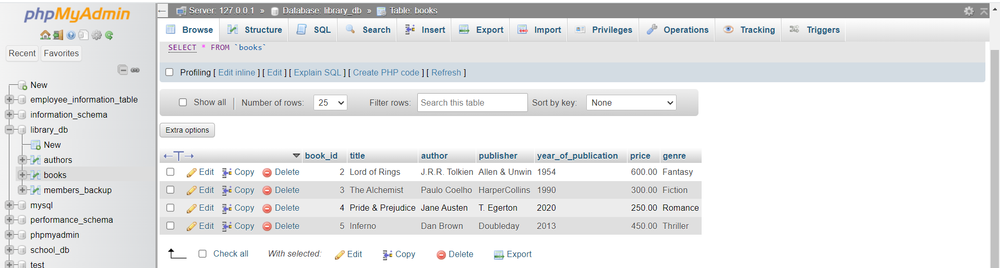 phpMyAdmin
Recent Favorites
New
employee_information_table
information_schema
library_db
New
authors
books
members_backup
mysql
performance_schema
phpmyadmin
school_db
test
← Server: 127.0.0.1 » Database: library_db » Table: books
Browse Structure SQL Search Insert Export Import Privileges Operations Tracking Triggers
SELECT * FROM `books`
Profiling [ Edit inline ] [ Edit ] [ Explain SQL ] [ Create PHP code ] [ Refresh ]
Show all | Number of rows: 25 Filter rows: Search this table Sort by key: None
Extra options
←T→ book_id title author publisher year_of_publication price genre
Edit Copy Delete 2 Lord of Rings J.R.R. Tolkien Allen & Unwin 1954 600.00 Fantasy
Edit Copy Delete 3 The Alchemist Paulo Coelho HarperCollins 1990 300.00 Fiction
Edit Copy Delete 4 Pride & Prejudice Jane Austen T. Egerton 2020 250.00 Romance
Edit Copy Delete 5 Inferno Dan Brown Doubleday 2013 450.00 Thriller
Check all With selected: Edit Copy Delete Export